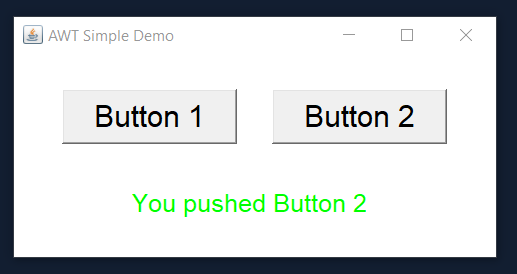 AWT Simple Demo
Button 1 Button 2
You pushed Button 2